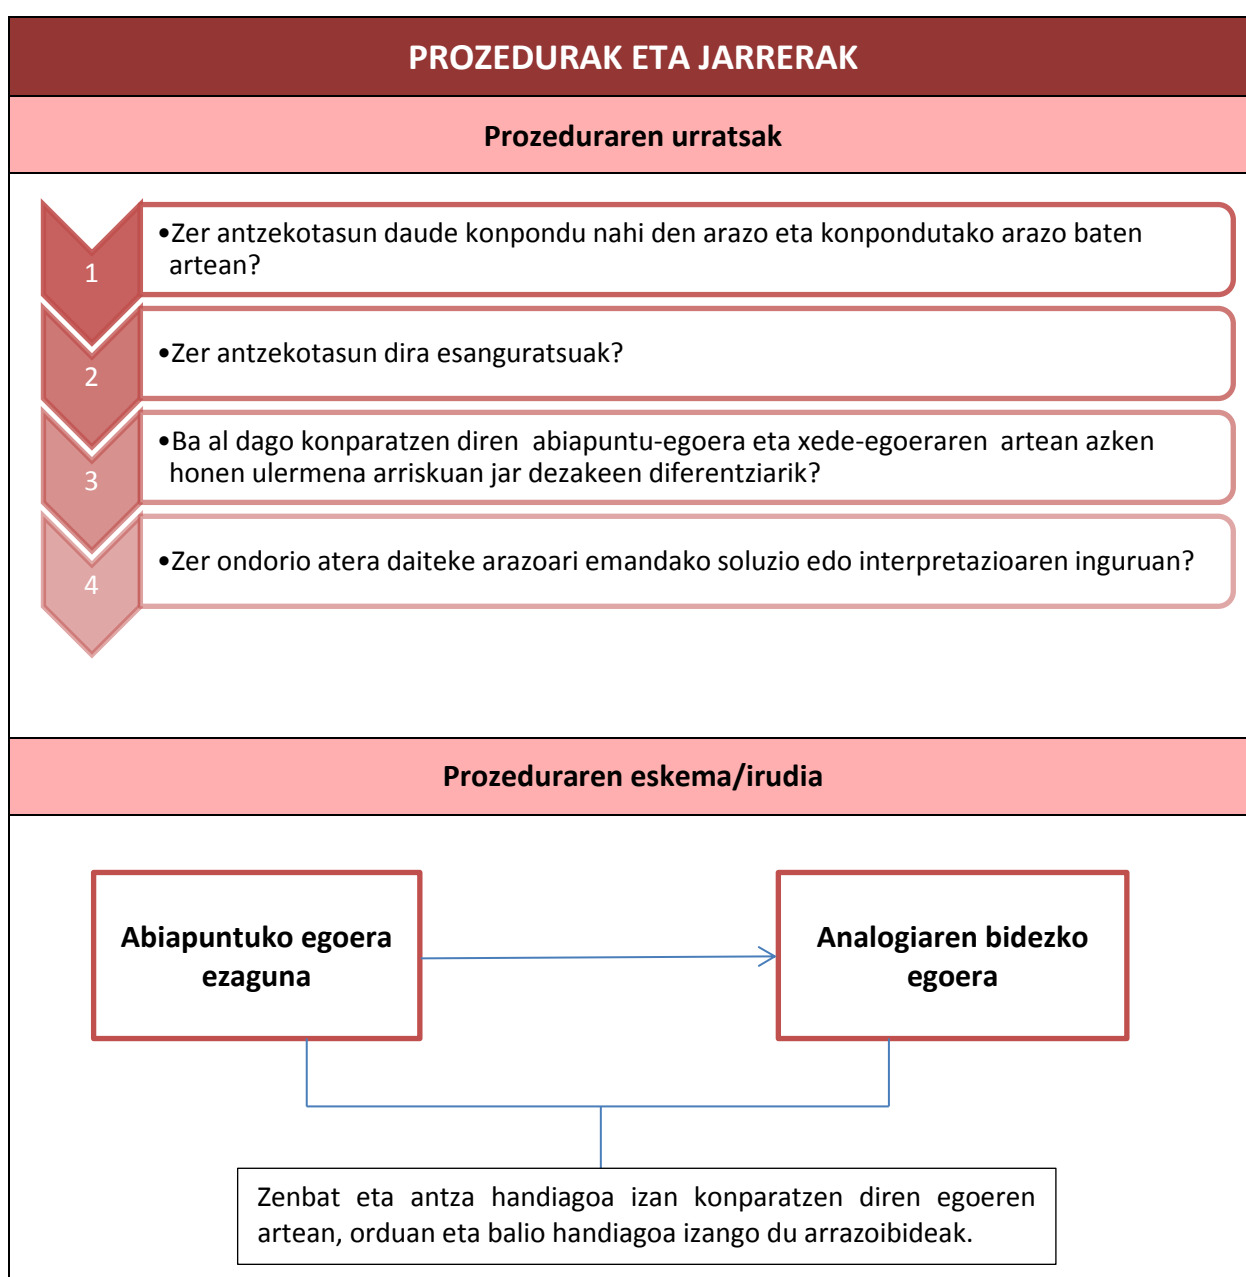 PROZEDURAK ETA JARRERAK
Prozeduraren urratsak
1
•Zer antzekotasun daude konpondu nahi den arazo eta konpondutako arazo baten
artean?
2
•Zer antzekotasun dira esanguratsuak?
3
•Ba al dago konparatzen diren abiapuntu-egoera eta xede-egoeraren artean azken
honen ulermena arriskuan jar dezakeen diferentziarik?
4
•Zer ondorio atera daiteke arazoari emandako soluzio edo interpretazioaren inguruan?
Prozeduraren eskema/irudia
Abiapuntuko egoera
ezaguna
Analogiaren bidezko
egoera
Zenbat eta antza handiagoa izan konparatzen diren egoeren
artean, orduan eta balio handiagoa izango du arrazoibideak.